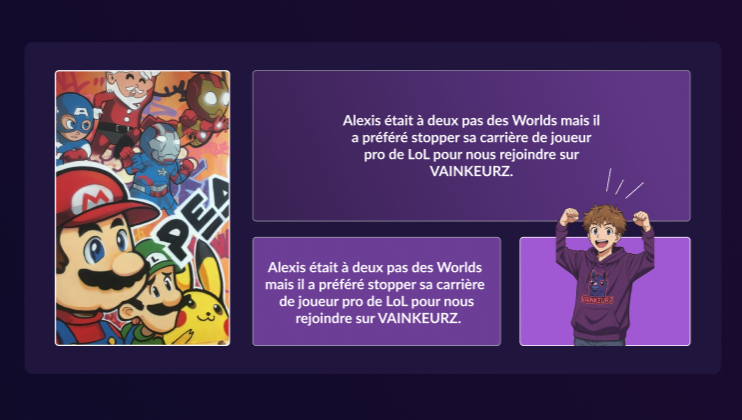 PEA
Alexis était à deux pas des Worlds mais il
a préféré stopper sa carrière de joueur
pro de LoL pour nous rejoindre sur
VAINKEURZ.
Alexis était à deux pas des Worlds
mais il a préféré stopper sa carrière
de joueur pro de LoL pour nous
rejoindre sur VAINKEURZ.
VAINKEURZ